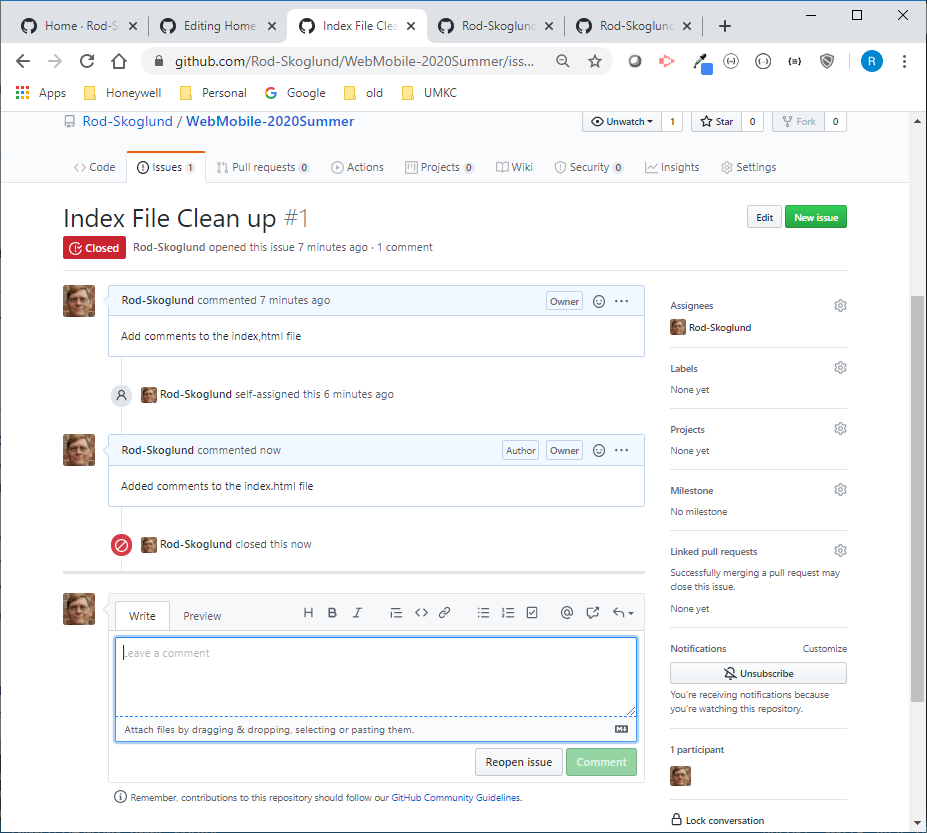 Home · Rod-S
Editing Home
Index File Clea
Rod-Skoglund
Rod-Skoglund
github.com/Rod-Skoglund/WebMobile-2020Summer/iss...
R
Apps
Honeywell
Personal
Google
old
UMKC
Rod-Skoglund / WebMobile-2020Summer
Unwatch 1
Star 0
Fork 0
Code
Issues 1
Pull requests 0
Actions
Projects 0
Wiki
Security 0
Insights
Settings
Index File Clean up #1
Edit
New issue
Closed
Rod-Skoglund opened this issue 7 minutes ago · 1 comment
Rod-Skoglund commented 7 minutes ago
Owner
Add comments to the index,html file
Rod-Skoglund self-assigned this 6 minutes ago
Rod-Skoglund commented now
Author
Owner
Added comments to the index.html file
Rod-Skoglund closed this now
Write
Preview
H B I
Leave a comment
Attach files by dragging & dropping, selecting or pasting them.
Reopen issue
Comment
Remember, contributions to this repository should follow our GitHub Community Guidelines.
Assignees
Rod-Skoglund
Labels
None yet
Projects
None yet
Milestone
No milestone
Linked pull requests
Successfully merging a pull request may
close this issue.
None yet
Notifications
Customize
Unsubscribe
You're receiving notifications because
you're watching this repository.
1 participant
Lock conversation